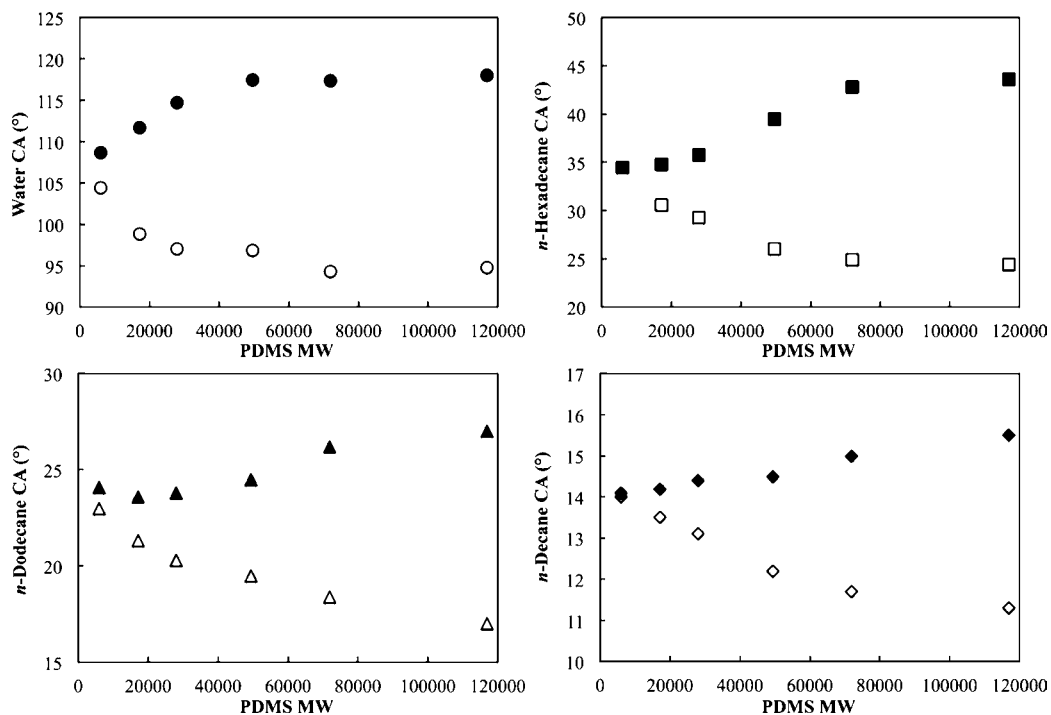 Water CA (°)
125
120
115
110
105
100
95
90
0 20000 40000 60000 80000 100000 120000
PDMS MW
n-Hexadecane CA (°)
50
45
40
35
30
25
20
0 20000 40000 60000 80000 100000 120000
PDMS MW
n-Dodecane CA (°)
30
25
20
15
0 20000 40000 60000 80000 100000 120000
PDMS MW
n-Decane CA (°)
17
16
15
14
13
12
11
10
0 20000 40000 60000 80000 100000 120000
PDMS MW